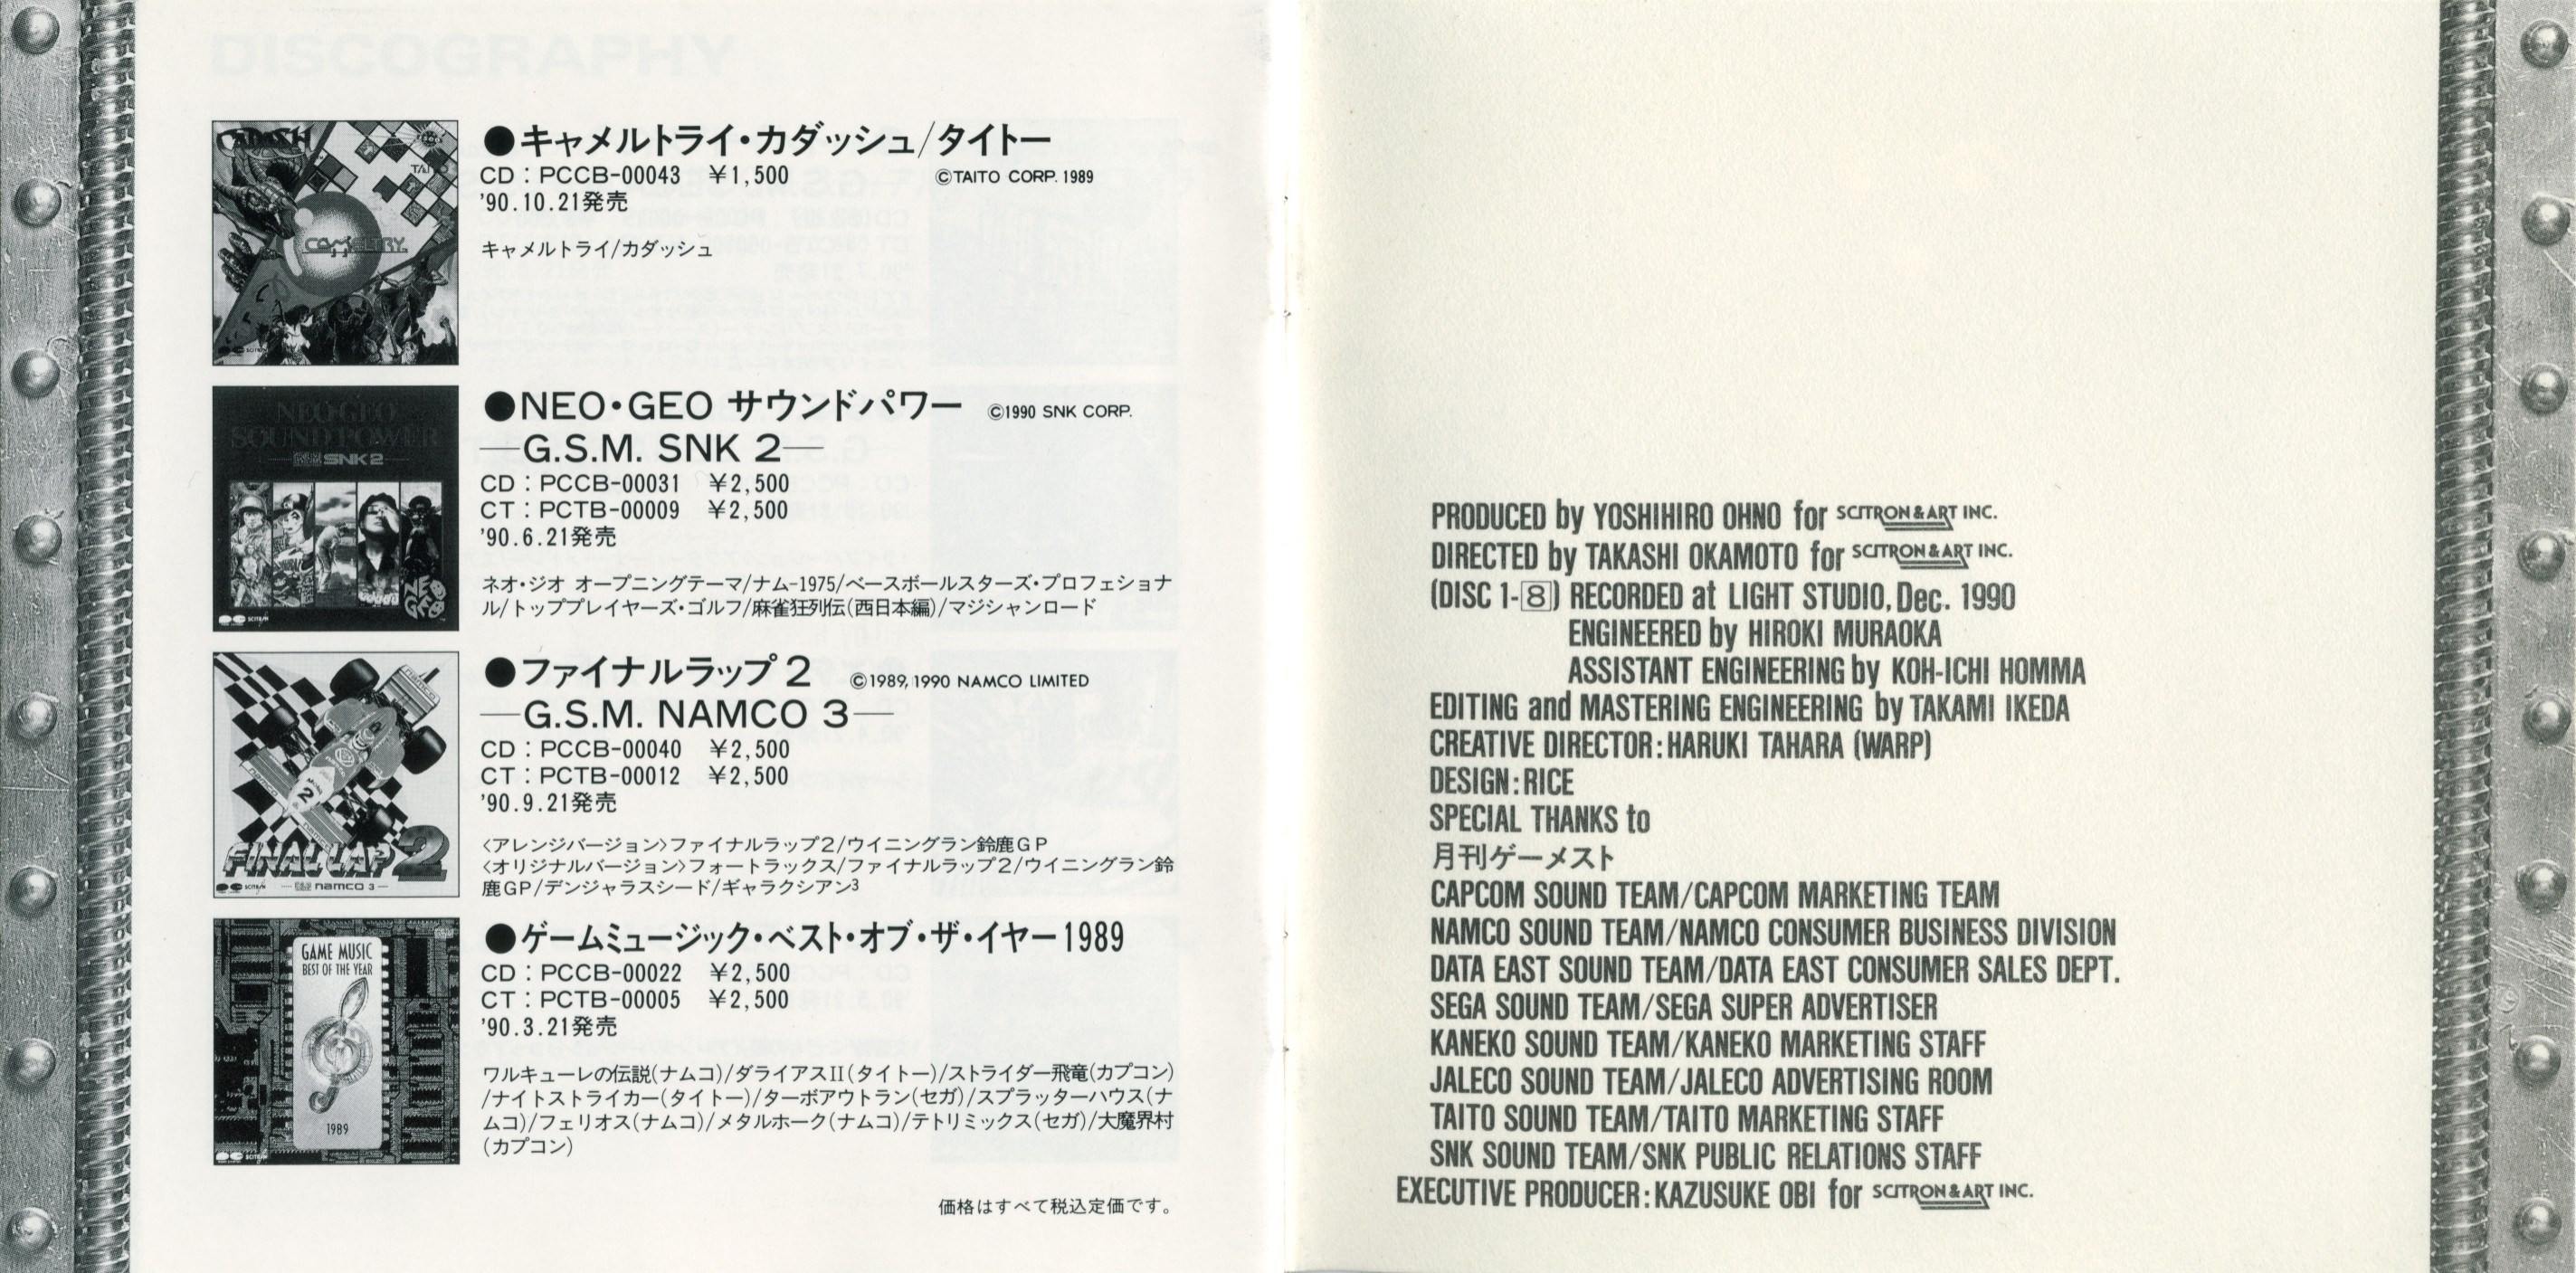 DISCOGRAPHY
CADASH
TAITO
CAMELTRY
●キャメルトライ・カダッシュ/タイトー
CD：PCCB-00043 ￥1,500 ©TAITO CORP. 1989
'90.10.21発売
キャメルトライ/カダッシュ
NEO・GEO
SOUND POWER
SNK 2
NEO GEO
●NEO・GEO サウンドパワー ©1990 SNK CORP.
—G.S.M. SNK 2—
CD：PCCB-00031 ￥2,500
CT：PCTB-00009 ￥2,500
'90.6.21発売
ネオ・ジオ オープニングテーマ/ナム-1975/ベースボールスターズ・プロフェショナ
ル/トッププレイヤーズ・ゴルフ/麻雀狂列伝(西日本編)/マジシャンロード
FINAL LAP 2
namco 3
●ファイナルラップ 2 ©1989, 1990 NAMCO LIMITED
—G.S.M. NAMCO 3—
CD：PCCB-00040 ￥2,500
CT：PCTB-00012 ￥2,500
'90.9.21発売
〈アレンジバージョン〉ファイナルラップ2/ウイニングラン鈴鹿GP
〈オリジナルバージョン〉フォートラックス/ファイナルラップ2/ウイニングラン鈴
鹿GP/デンジャラスシード/ギャラクシアン³
GAME MUSIC
BEST OF THE YEAR
1989
●ゲームミュージック・ベスト・オブ・ザ・イヤー1989
CD：PCCB-00022 ￥2,500
CT：PCTB-00005 ￥2,500
'90.3.21発売
ワルキューレの伝説(ナムコ)/ダライアスII(タイトー)/ストライダー飛竜(カプコン)
/ナイトストライカー(タイトー)/ターボアウトラン(セガ)/スプラッターハウス(ナ
ムコ)/フェリオス(ナムコ)/メタルホーク(ナムコ)/テトリミックス(セガ)/大魔界村
(カプコン)
価格はすべて税込定価です。
PRODUCED by YOSHIHIRO OHNO for SCITRON & ART INC.
DIRECTED by TAKASHI OKAMOTO for SCITRON & ART INC.
(DISC 1-8) RECORDED at LIGHT STUDIO, Dec. 1990
ENGINEERED by HIROKI MURAOKA
ASSISTANT ENGINEERING by KOH-ICHI HOMMA
EDITING and MASTERING ENGINEERING by TAKAMI IKEDA
CREATIVE DIRECTOR:HARUKI TAHARA (WARP)
DESIGN:RICE
SPECIAL THANKS to
月刊ゲーメスト
CAPCOM SOUND TEAM/CAPCOM MARKETING TEAM
NAMCO SOUND TEAM/NAMCO CONSUMER BUSINESS DIVISION
DATA EAST SOUND TEAM/DATA EAST CONSUMER SALES DEPT.
SEGA SOUND TEAM/SEGA SUPER ADVERTISER
KANEKO SOUND TEAM/KANEKO MARKETING STAFF
JALECO SOUND TEAM/JALECO ADVERTISING ROOM
TAITO SOUND TEAM/TAITO MARKETING STAFF
SNK SOUND TEAM/SNK PUBLIC RELATIONS STAFF
EXECUTIVE PRODUCER:KAZUSUKE OBI for SCITRON & ART INC.